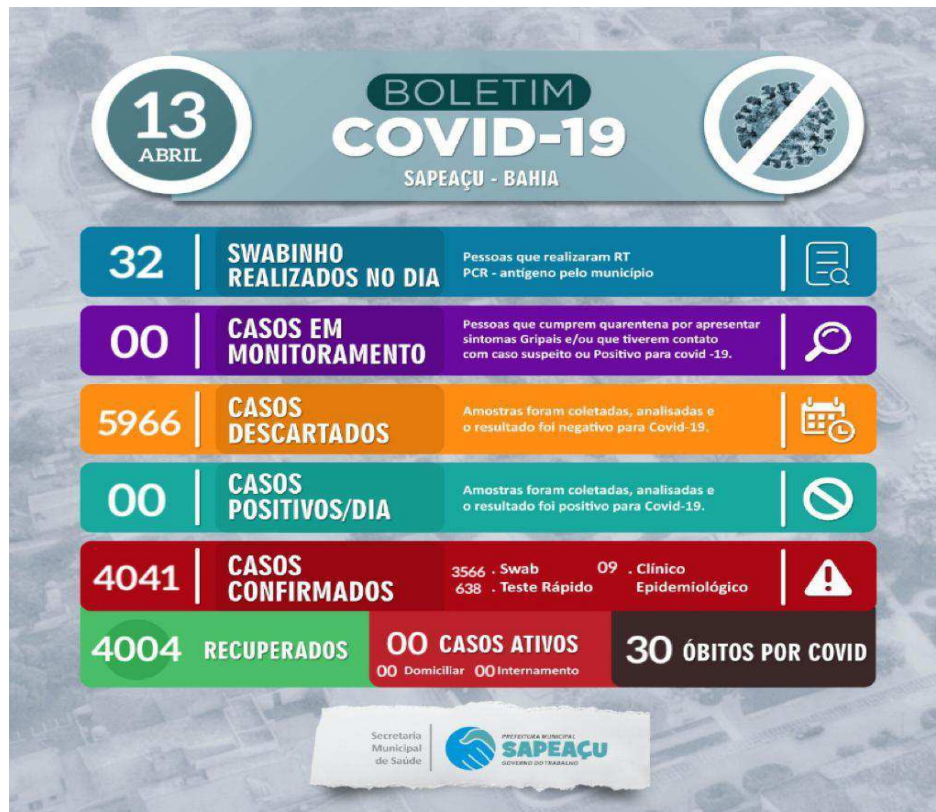 13
ABRIL
BOLETIM
COVID-19
SAPEAÇU - BAHIA
32
SWABINHO
REALIZADOS NO DIA
Pessoas que realizaram RT
PCR - antígeno pelo município
00
CASOS EM
MONITORAMENTO
Pessoas que cumprem quarentena por apresentar
sintomas Gripais e/ou que tiverem contato
com caso suspeito ou Positivo para covid -19.
5966
CASOS
DESCARTADOS
Amostras foram coletadas, analisadas e
o resultado foi negativo para Covid-19.
00
CASOS
POSITIVOS/DIA
Amostras foram coletadas, analisadas e
o resultado foi positivo para Covid-19.
4041
CASOS
CONFIRMADOS
3566 . Swab
638 . Teste Rápido
09 . Clínico
Epidemiológico
4004 RECUPERADOS
00 CASOS ATIVOS
00 Domiciliar 00 Internamento
30 ÓBITOS POR COVID
Secretaria
Municipal
de Saúde
PREFEITURA MUNICIPAL
SAPEAÇU
GOVERNO DO TRABALHO